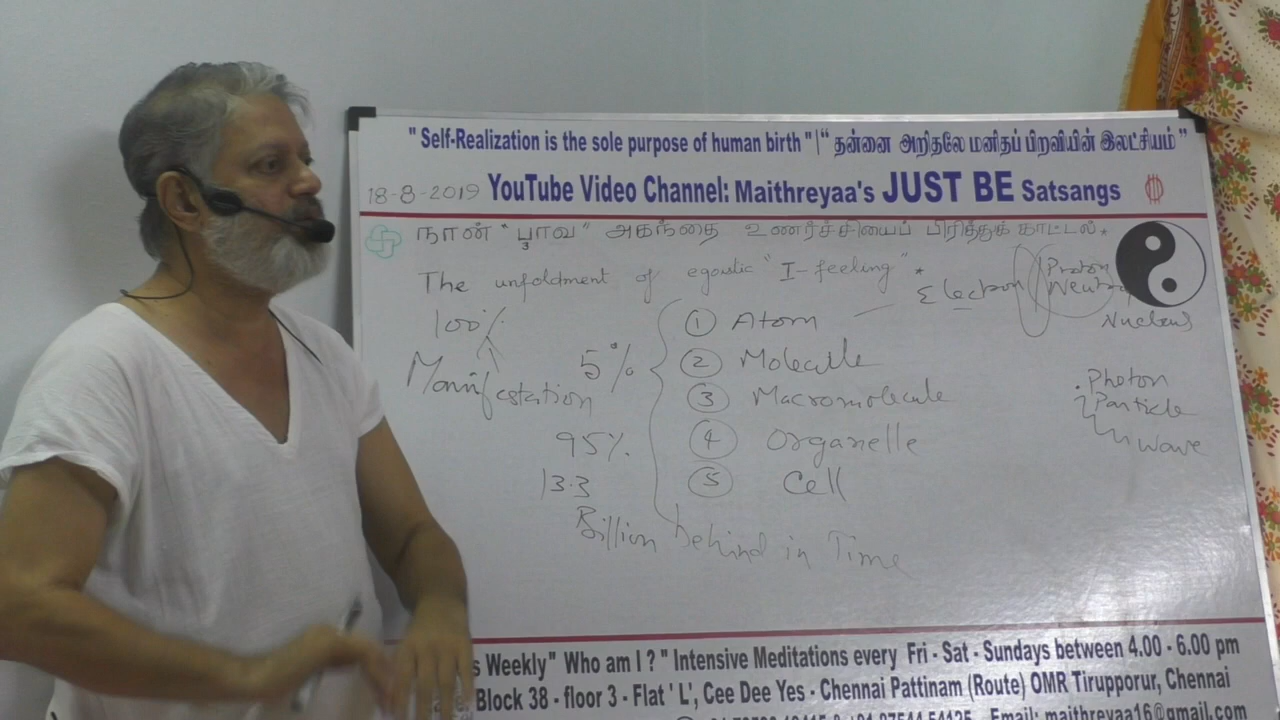 " Self-Realization is the sole purpose of human birth " | " தன்னை அறிதலே மனிதப் பிறவியின் இலட்சியம் "
18-8-2019 YouTube Video Channel: Maithreyaa's JUST BE Satsangs
நான் " பாவ " அகந்தை உணர்ச்சியைப் பிரித்துக் காட்டல் *
The unfoldment of egoistic " I-feeling " *
Electron
Proton
Neutron
Nucleus
100%
Manifestation
5%
95%
13.3
Billion behind in Time
① Atom
② Molecule
③ Macromolecule
④ Organelle
⑤ Cell
Photon
Particle
Wave
s Weekly " Who am I ? " Intensive Meditations every Fri - Sat - Sundays between 4.00 - 6.00 pm
Block 38 - floor 3 - Flat ' L', Cee Dee Yes - Chennai Pattinam (Route) OMR Tirupporur, Chennai
Email: maithreyaa16@gmail.com